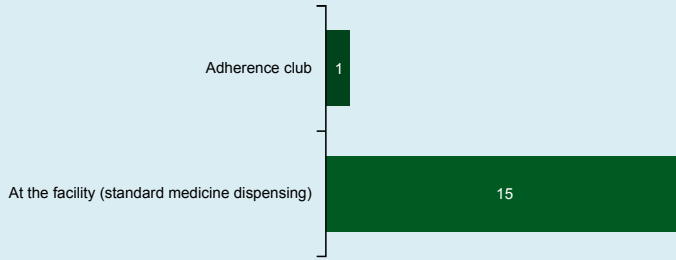 Adherence club 1
At the facility (standard medicine dispensing) 15